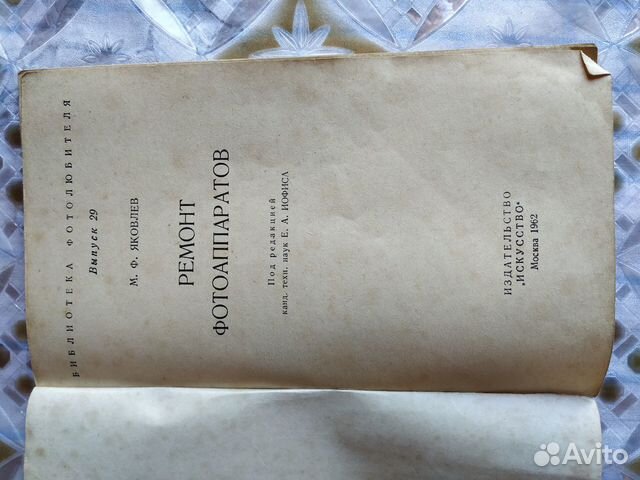 БИБЛИОТЕКА ФОТОЛЮБИТЕЛЯ
Выпуск 29
М. Ф. ЯКОВЛЕВ
РЕМОНТ
ФОТОАППАРАТОВ
Под редакцией
канд. техн. наук Е. А. ИОФИСА
ИЗДАТЕЛЬСТВО
„ИСКУССТВО“
Москва 1962
Avito